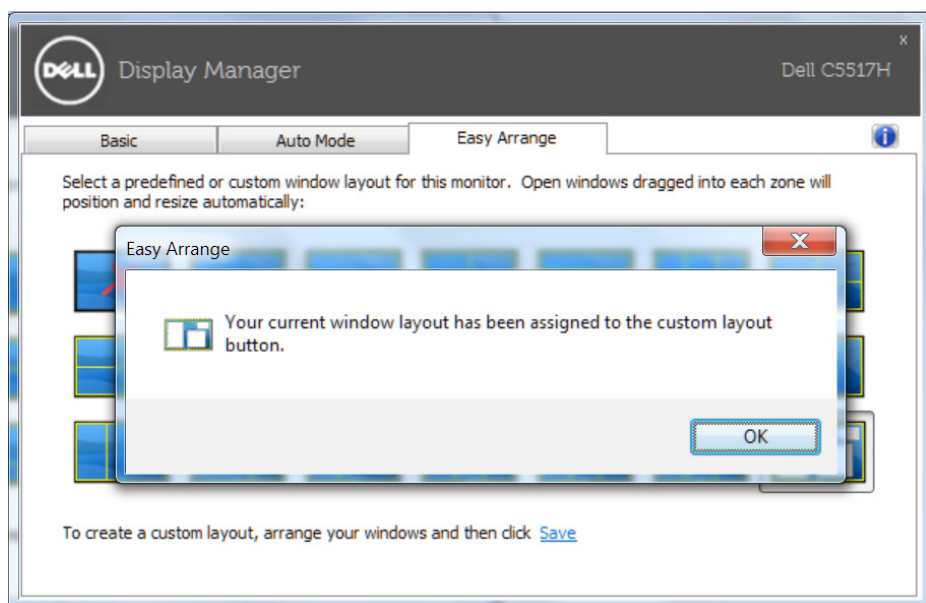 x
DELL Display Manager Dell C5517H
Basic Auto Mode Easy Arrange
Select a predefined or custom window layout for this monitor. Open windows dragged into each zone will
position and resize automatically:
Easy Arrange
Your current window layout has been assigned to the custom layout
button.
OK
To create a custom layout, arrange your windows and then click Save